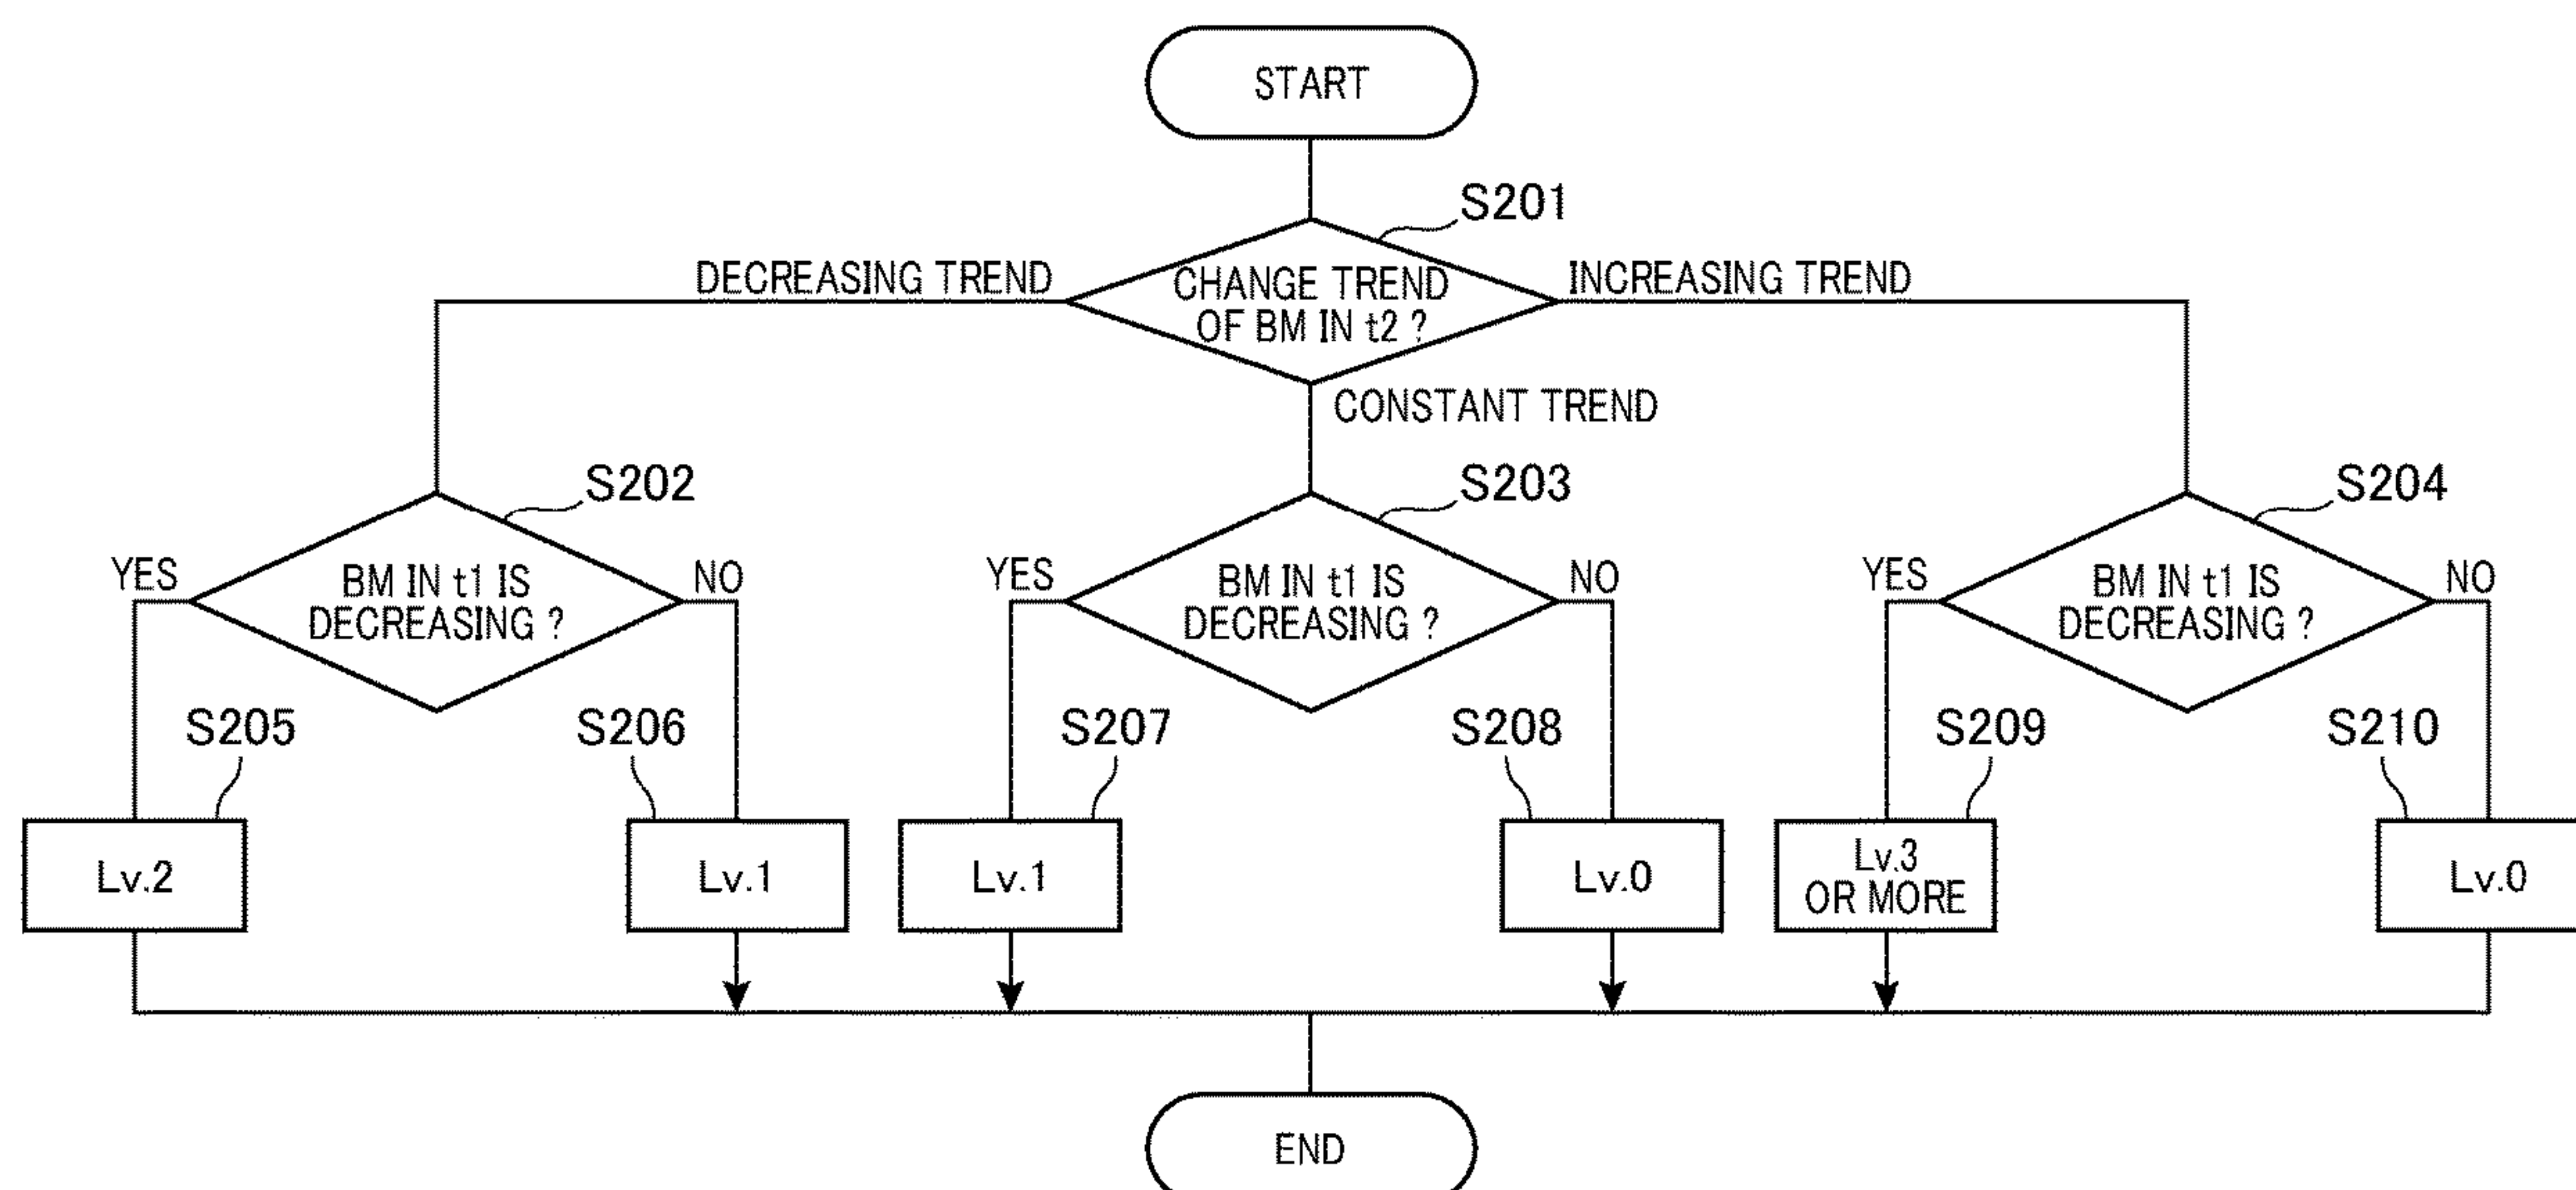 START
S201
DECREASING TREND
CHANGE TREND
OF BM IN t2 ?
INCREASING TREND
CONSTANT TREND
S202
S203
S204
YES
BM IN t1 IS
DECREASING ?
NO
YES
BM IN t1 IS
DECREASING ?
NO
YES
BM IN t1 IS
DECREASING ?
NO
S205
S206
S207
S208
S209
S210
Lv.2
Lv.1
Lv.1
Lv.0
Lv.3
OR MORE
Lv.0
END